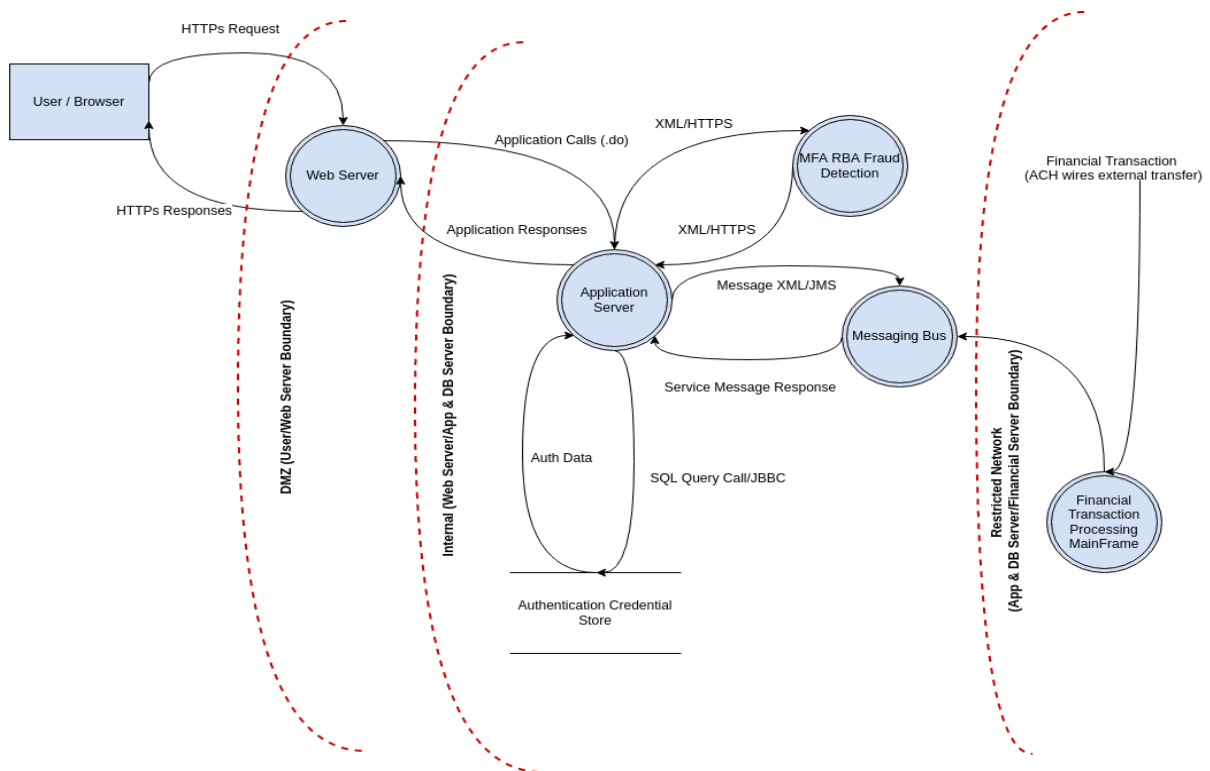 HTTPs Request
User / Browser
HTTPs Responses
Web Server
DMZ (User/Web Server Boundary)
Application Calls (.do)
Application Responses
Internal (Web Server/App & DB Server Boundary)
XML/HTTPS
MFA RBA Fraud
Detection
XML/HTTPS
Application
Server
Message XML/JMS
Messaging Bus
Service Message Response
Auth Data
SQL Query Call/JBBC
Authentication Credential
Store
Restricted Network
(App & DB Server/Financial Server Boundary)
Financial Transaction
(ACH wires external transfer)
Financial
Transaction
Processing
MainFrame